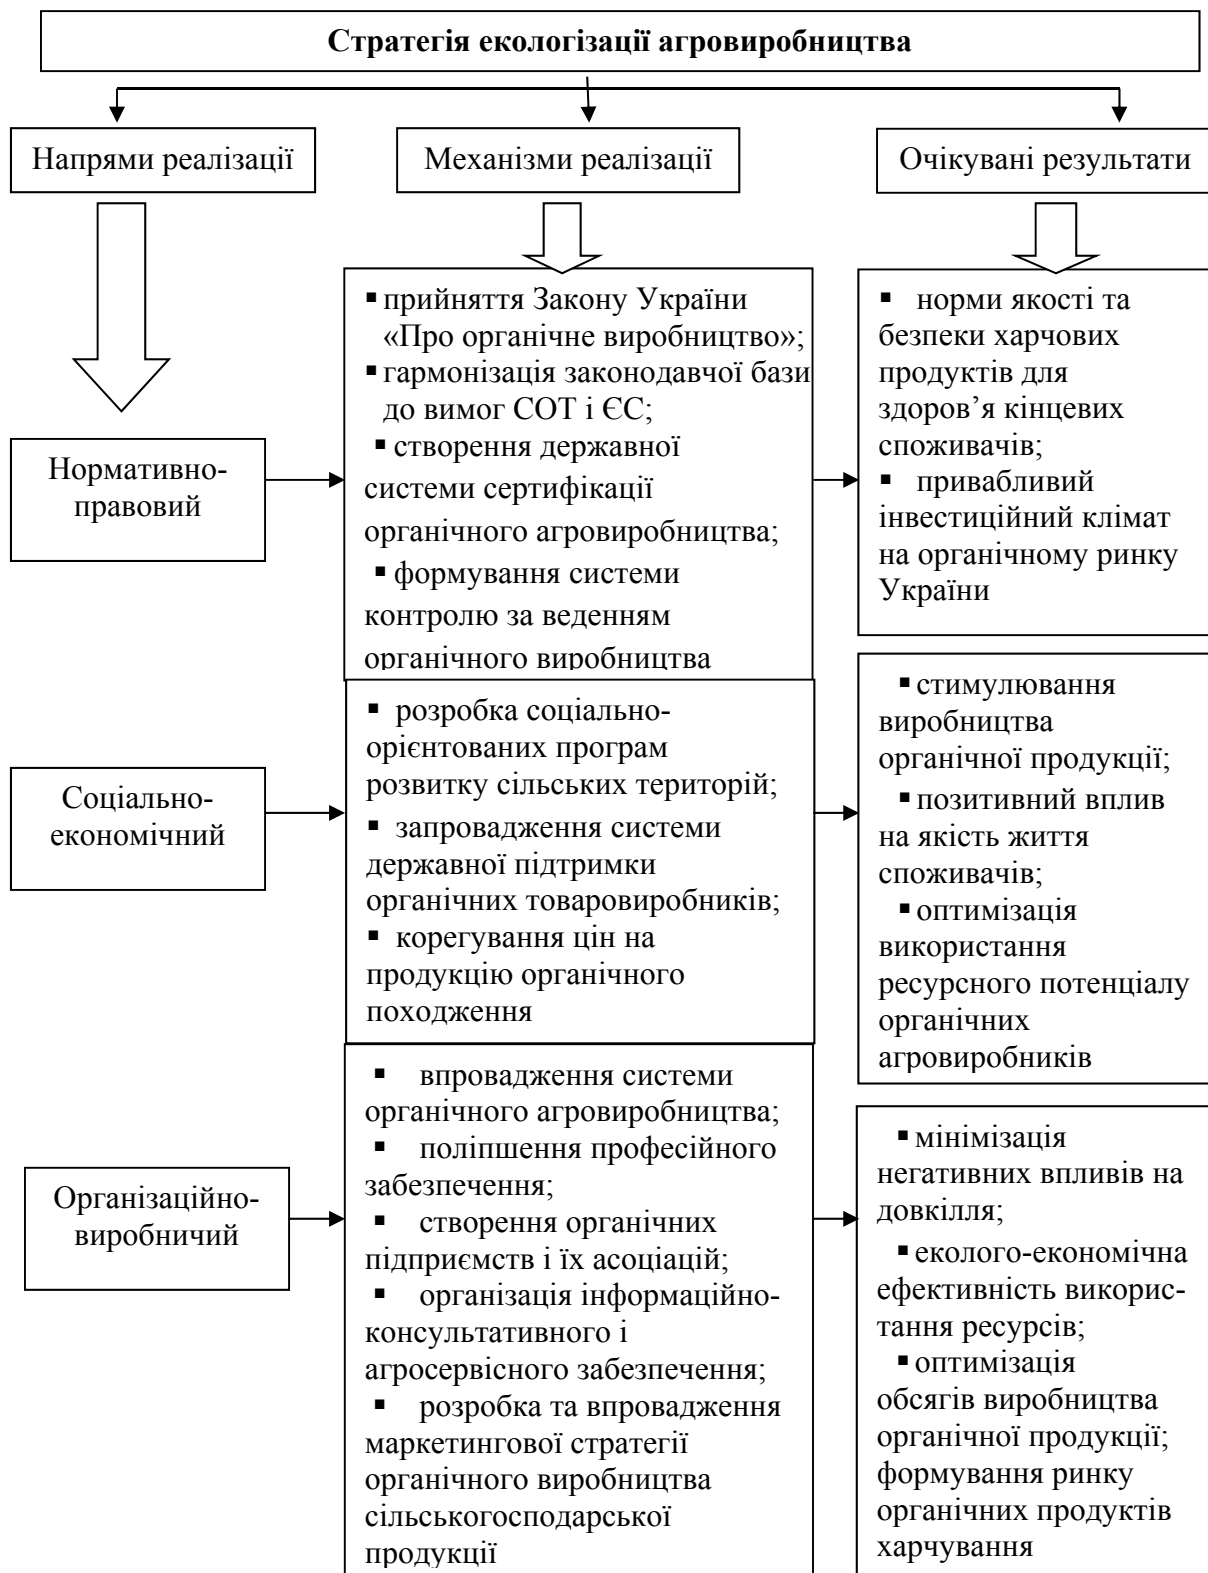 Стратегія екологізації агровиробництва
Напрями реалізації
Механізми реалізації
Очікувані результати
Нормативно-
правовий
▪ прийняття Закону України
«Про органічне виробництво»;
▪ гармонізація законодавчої бази
до вимог СОТ і ЄС;
▪ створення державної
системи сертифікації
органічного агровиробництва;
▪ формування системи
контролю за веденням
органічного виробництва
▪ норми якості та
безпеки харчових
продуктів для
здоров’я кінцевих
споживачів;
▪ привабливий
інвестиційний клімат
на органічному ринку
України
Соціально-
економічний
▪ розробка соціально-
орієнтованих програм
розвитку сільських територій;
▪ запровадження системи
державної підтримки
органічних товаровиробників;
▪ корегування цін на
продукцію органічного
походження
▪ стимулювання
виробництва
органічної продукції;
▪ позитивний вплив
на якість життя
споживачів;
▪ оптимізація
використання
ресурсного потенціалу
органічних
агровиробників
Організаційно-
виробничий
▪ впровадження системи
органічного агровиробництва;
▪ поліпшення професійного
забезпечення;
▪ створення органічних
підприємств і їх асоціацій;
▪ організація інформаційно-
консультативного і
агросервісного забезпечення;
▪ розробка та впровадження
маркетингової стратегії
органічного виробництва
сільськогосподарської
продукції
▪ мінімізація
негативних впливів на
довкілля;
▪ еколого-економічна
ефективність викорис-
тання ресурсів;
▪ оптимізація
обсягів виробництва
органічної продукції;
формування ринку
органічних продуктів
харчування